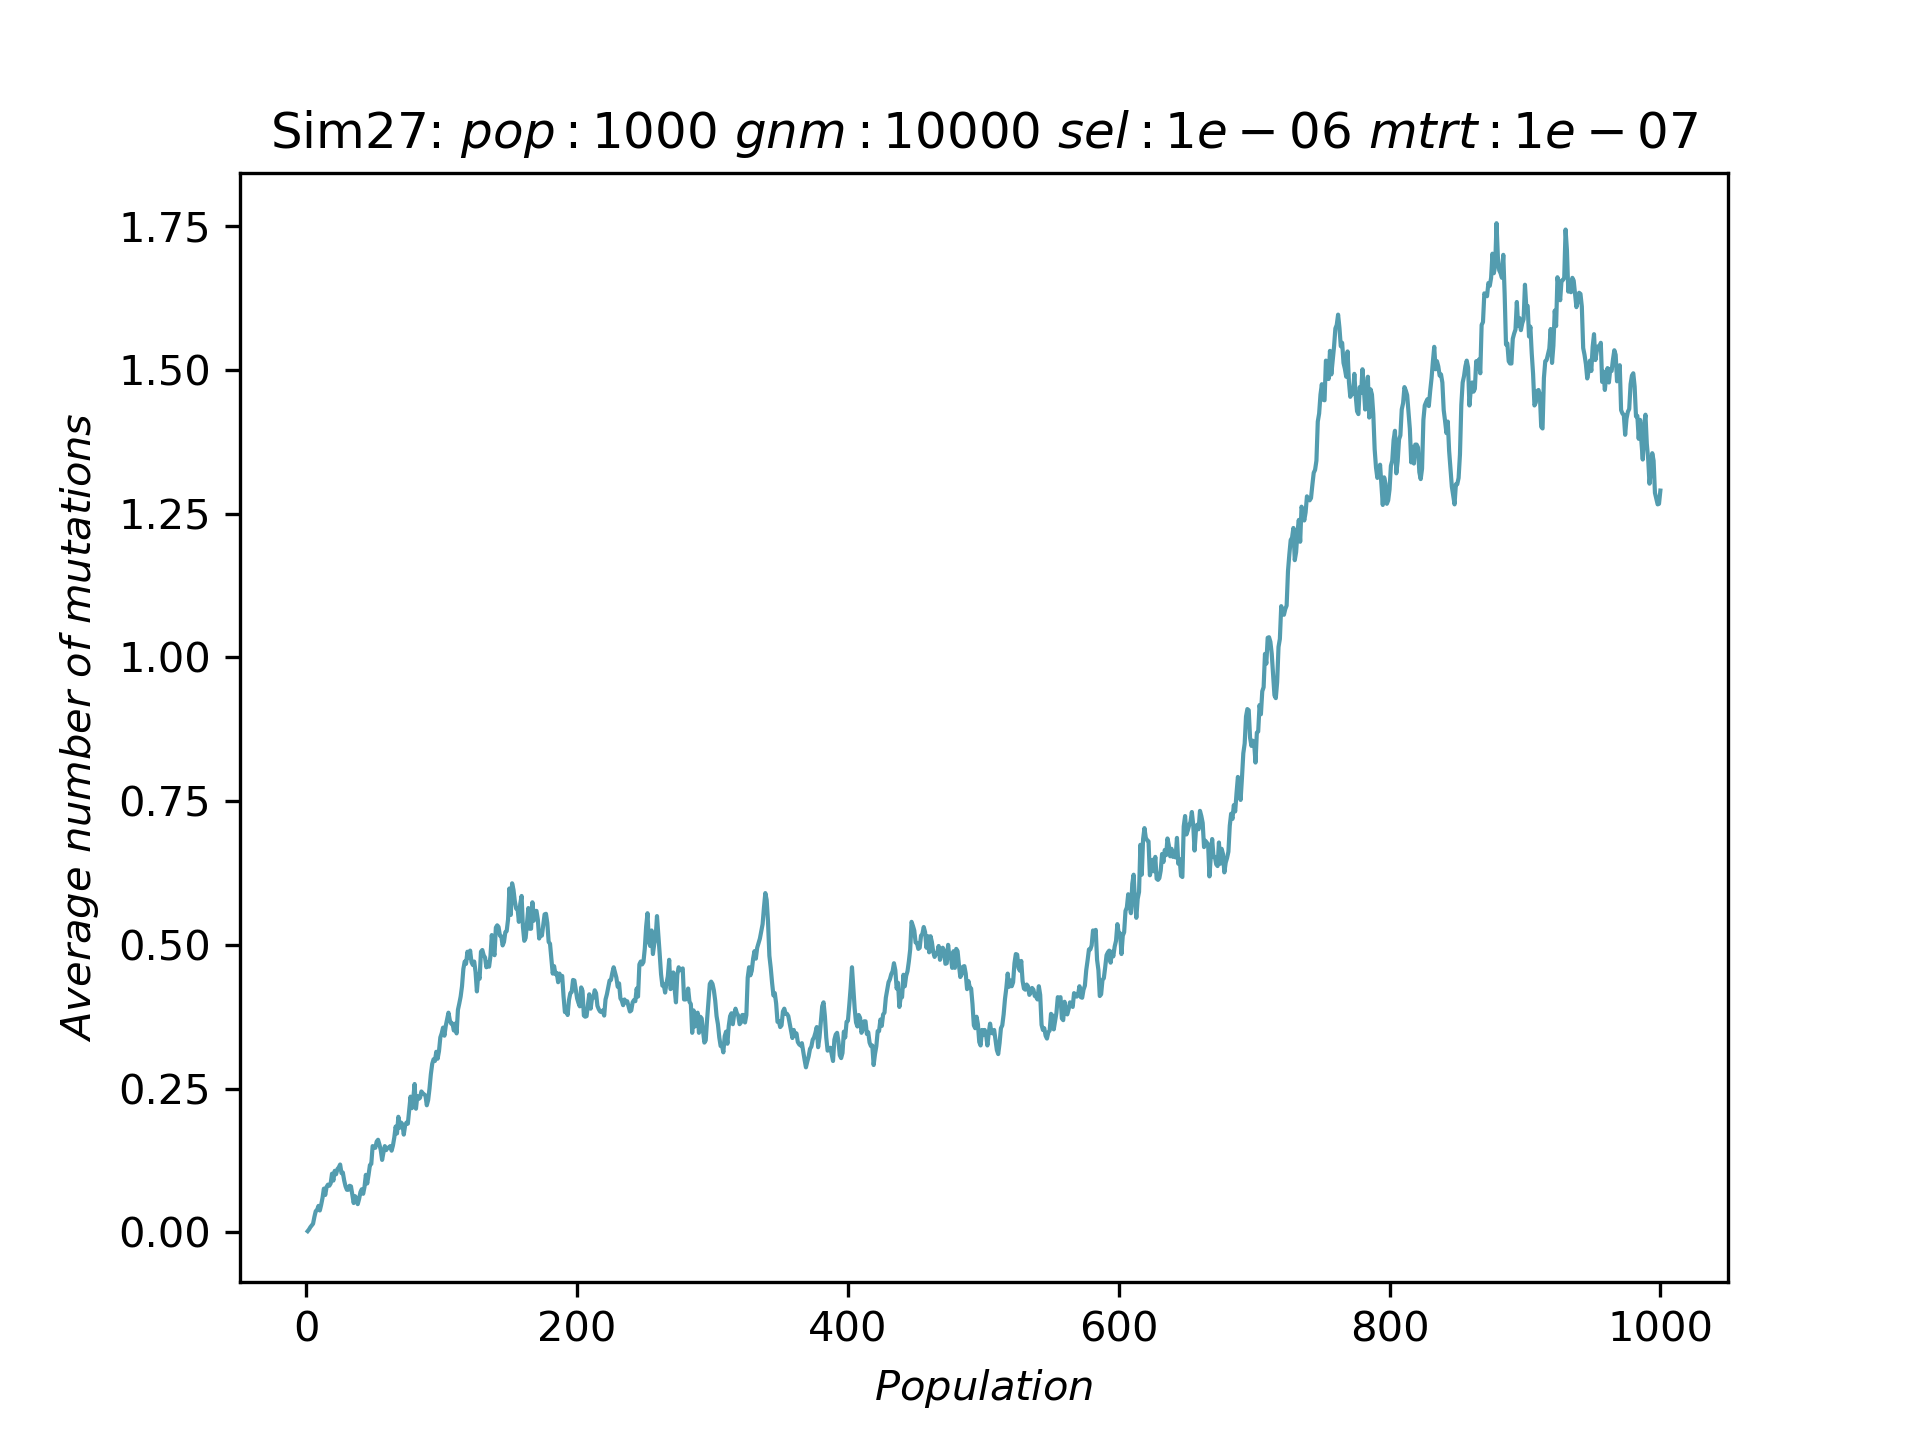 Sim27: pop : 1000 gnm : 10000 sel : 1e − 06 mtrt : 1e − 07
1.75
1.50
1.25
1.00
0.75
0.50
0.25
0.00
Average number of mutations
0 200 400 600 800 1000
Population